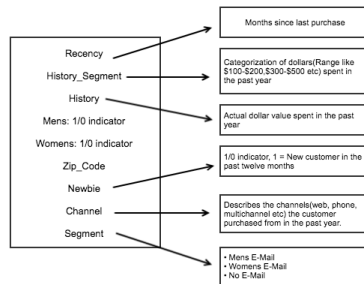 Recency
History_Segment
History
Mens: 1/0 indicator
Womens: 1/0 indicator
Zip_Code
Newbie
Channel
Segment
Months since last purchase
Categorization of dollars(Range like
$100-$200,$300-$500 etc) spent in
the past year
Actual dollar value spent in the past
year
1/0 indicator, 1 = New customer in the
past twelve months
Describes the channels(web, phone,
multichannel etc) the customer
purchased from in the past year.
• Mens E-Mail
• Womens E-Mail
• No E-Mail